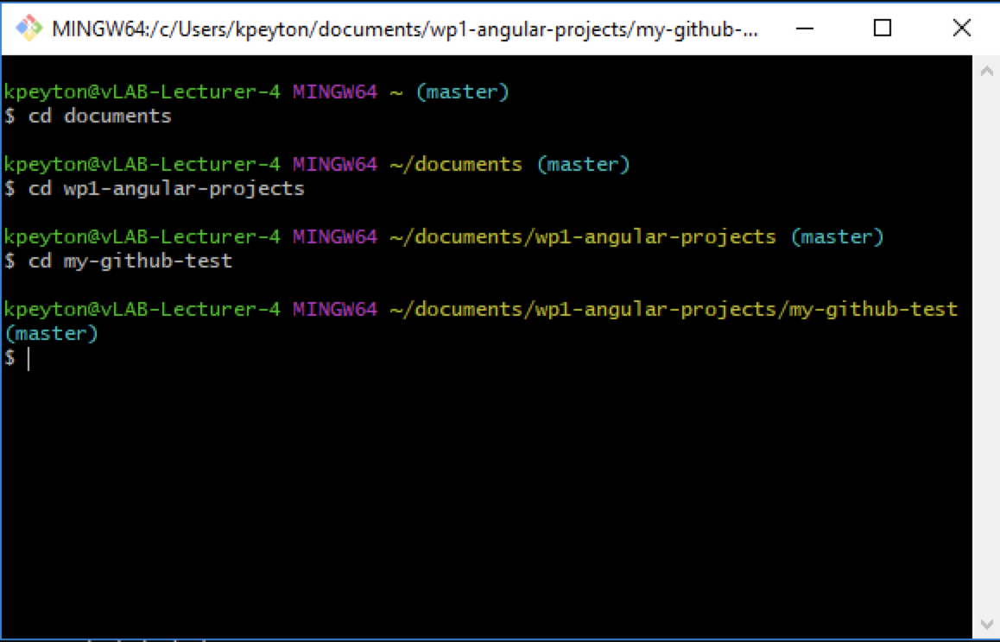 MINGW64:/c/Users/kpeyton/documents/wp1-angular-projects/my-github-...
kpeyton@vLAB-Lecturer-4 MINGW64 ~ (master)
$ cd documents
kpeyton@vLAB-Lecturer-4 MINGW64 ~/documents (master)
$ cd wp1-angular-projects
kpeyton@vLAB-Lecturer-4 MINGW64 ~/documents/wp1-angular-projects (master)
$ cd my-github-test
kpeyton@vLAB-Lecturer-4 MINGW64 ~/documents/wp1-angular-projects/my-github-test
(master)
$